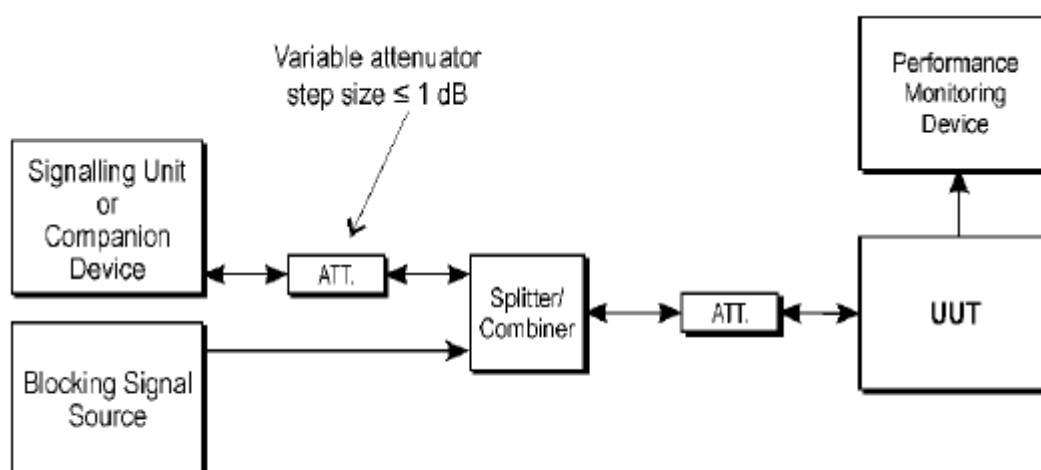 Variable attenuator
step size ≤ 1 dB
Performance
Monitoring
Device
Signalling Unit
or
Companion
Device
ATT.
Splitter/
Combiner
ATT.
UUT
Blocking Signal
Source